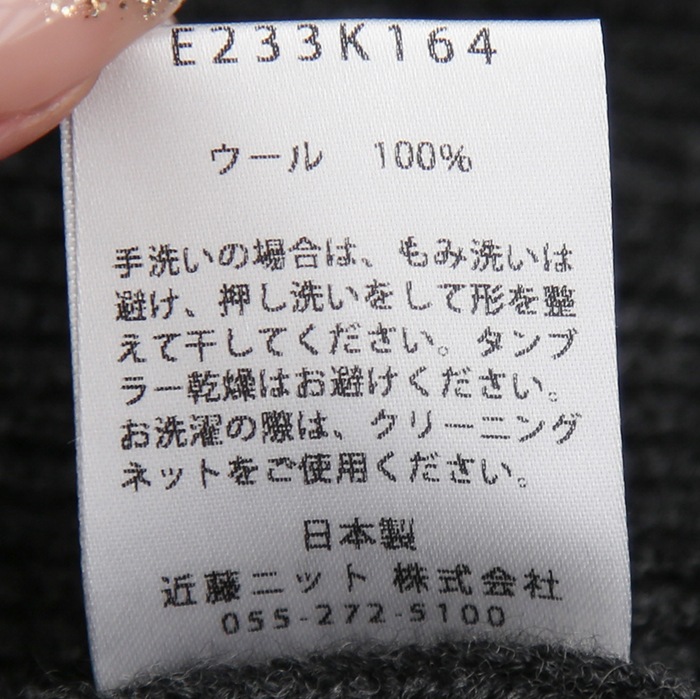 E233K164
ウール 100%
手洗いの場合は、もみ洗いは
避け、押し洗いをして形を整
えて干してください。タンブ
ラー乾燥はお避けください。
お洗濯の際は、クリーニング
ネットをご使用ください。
日本製
近藤ニット 株式会社
055-272-5100